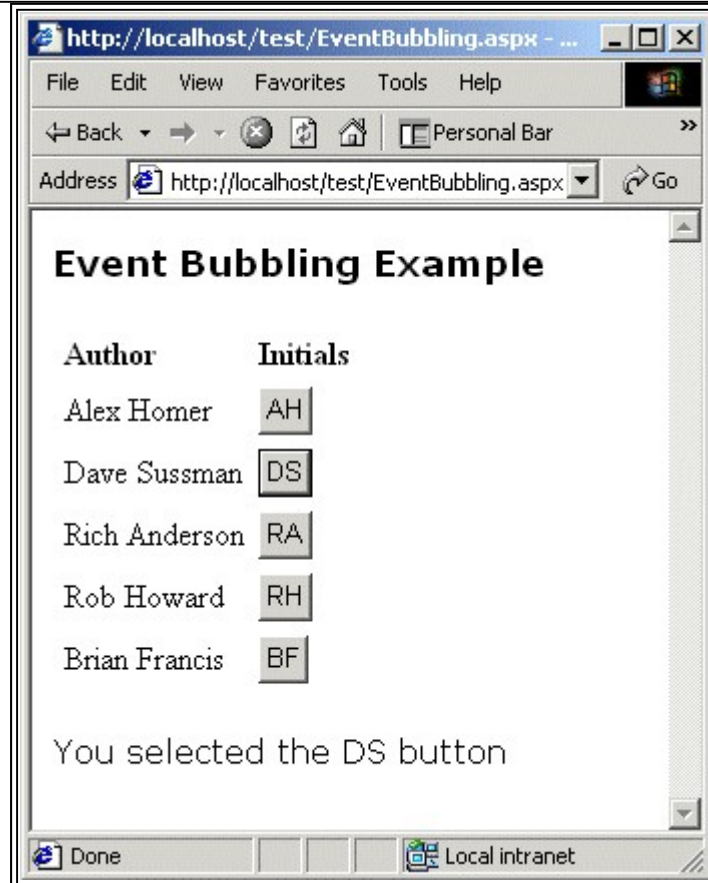 http://localhost/test/EventBubbling.aspx - ...
File Edit View Favorites Tools Help
Back Personal Bar »
Address http://localhost/test/EventBubbling.aspx Go
Event Bubbling Example
Author Initials
Alex Homer AH
Dave Sussman DS
Rich Anderson RA
Rob Howard RH
Brian Francis BF
You selected the DS button
Done Local intranet